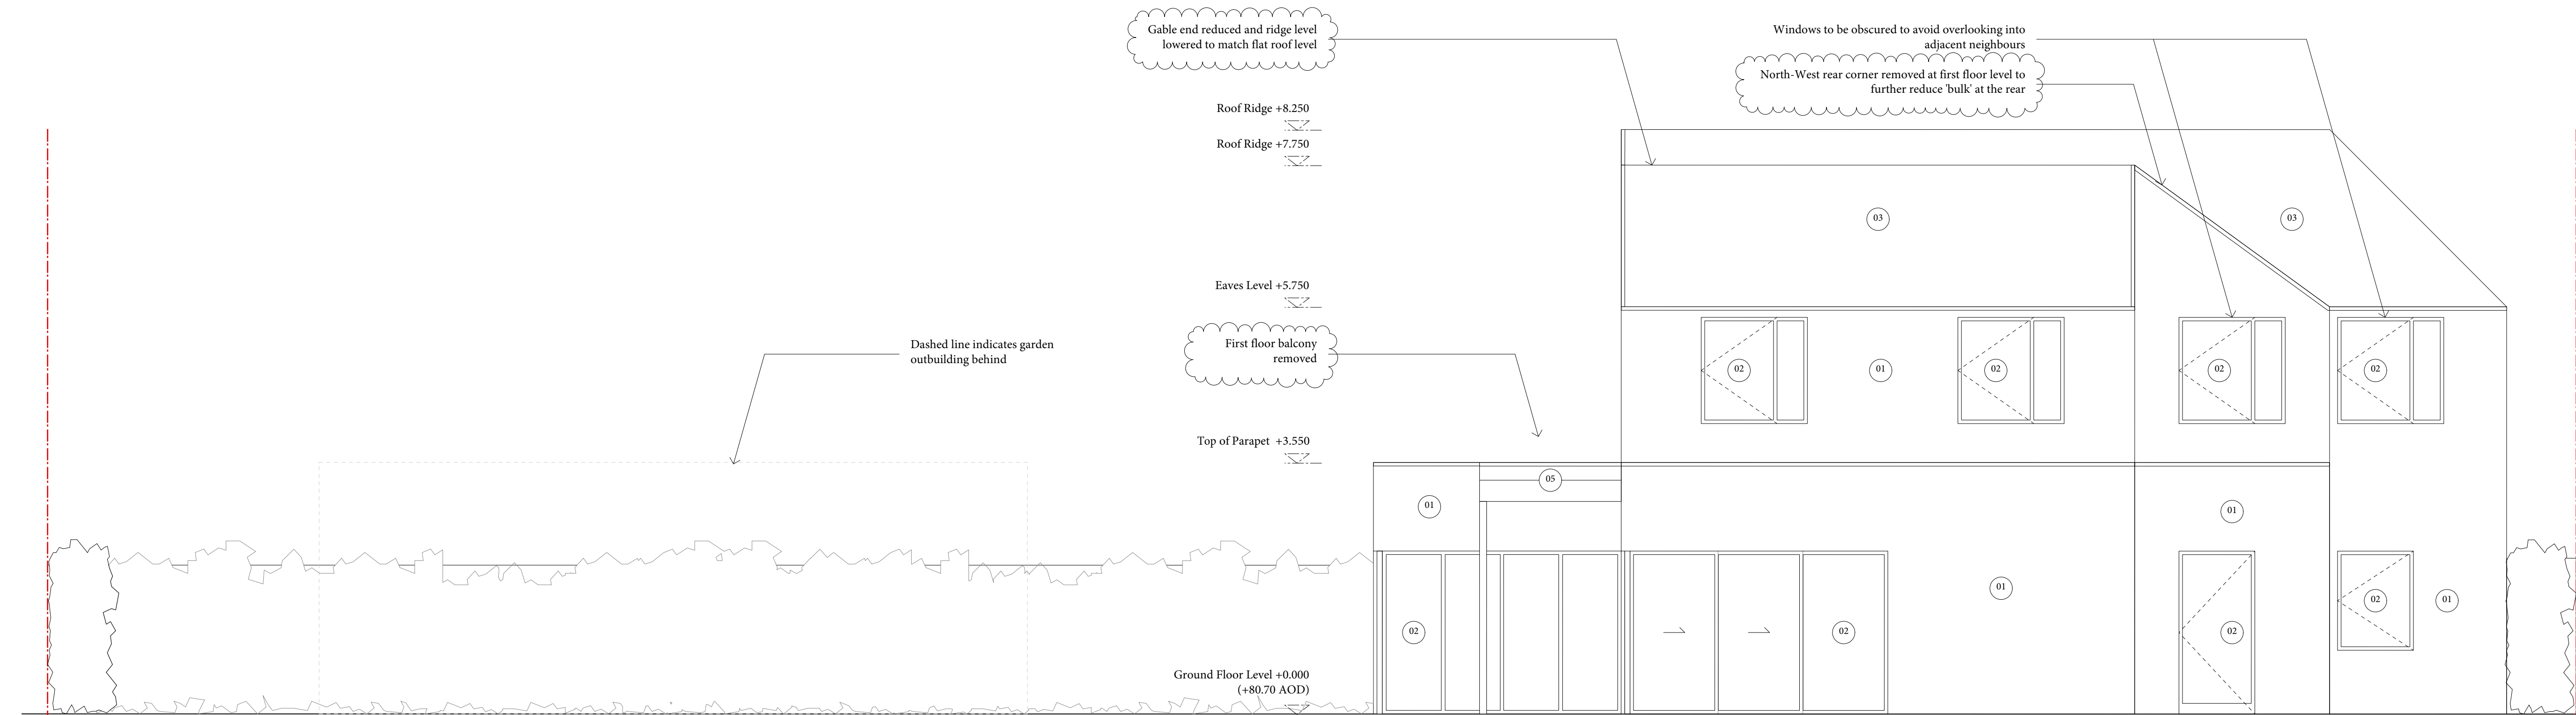 Gable end reduced and ridge level
lowered to match flat roof level
Windows to be obscured to avoid overlooking into
adjacent neighbours
North-West rear corner removed at first floor level to
further reduce 'bulk' at the rear
Roof Ridge +8.250
Roof Ridge +7.750
03
03
Eaves Level +5.750
Dashed line indicates garden
outbuilding behind
First floor balcony
removed
02
01
02
02
02
Top of Parapet +3.550
05
01
01
01
02
01
02
02
02
Ground Floor Level +0.000
(+80.70 AOD)